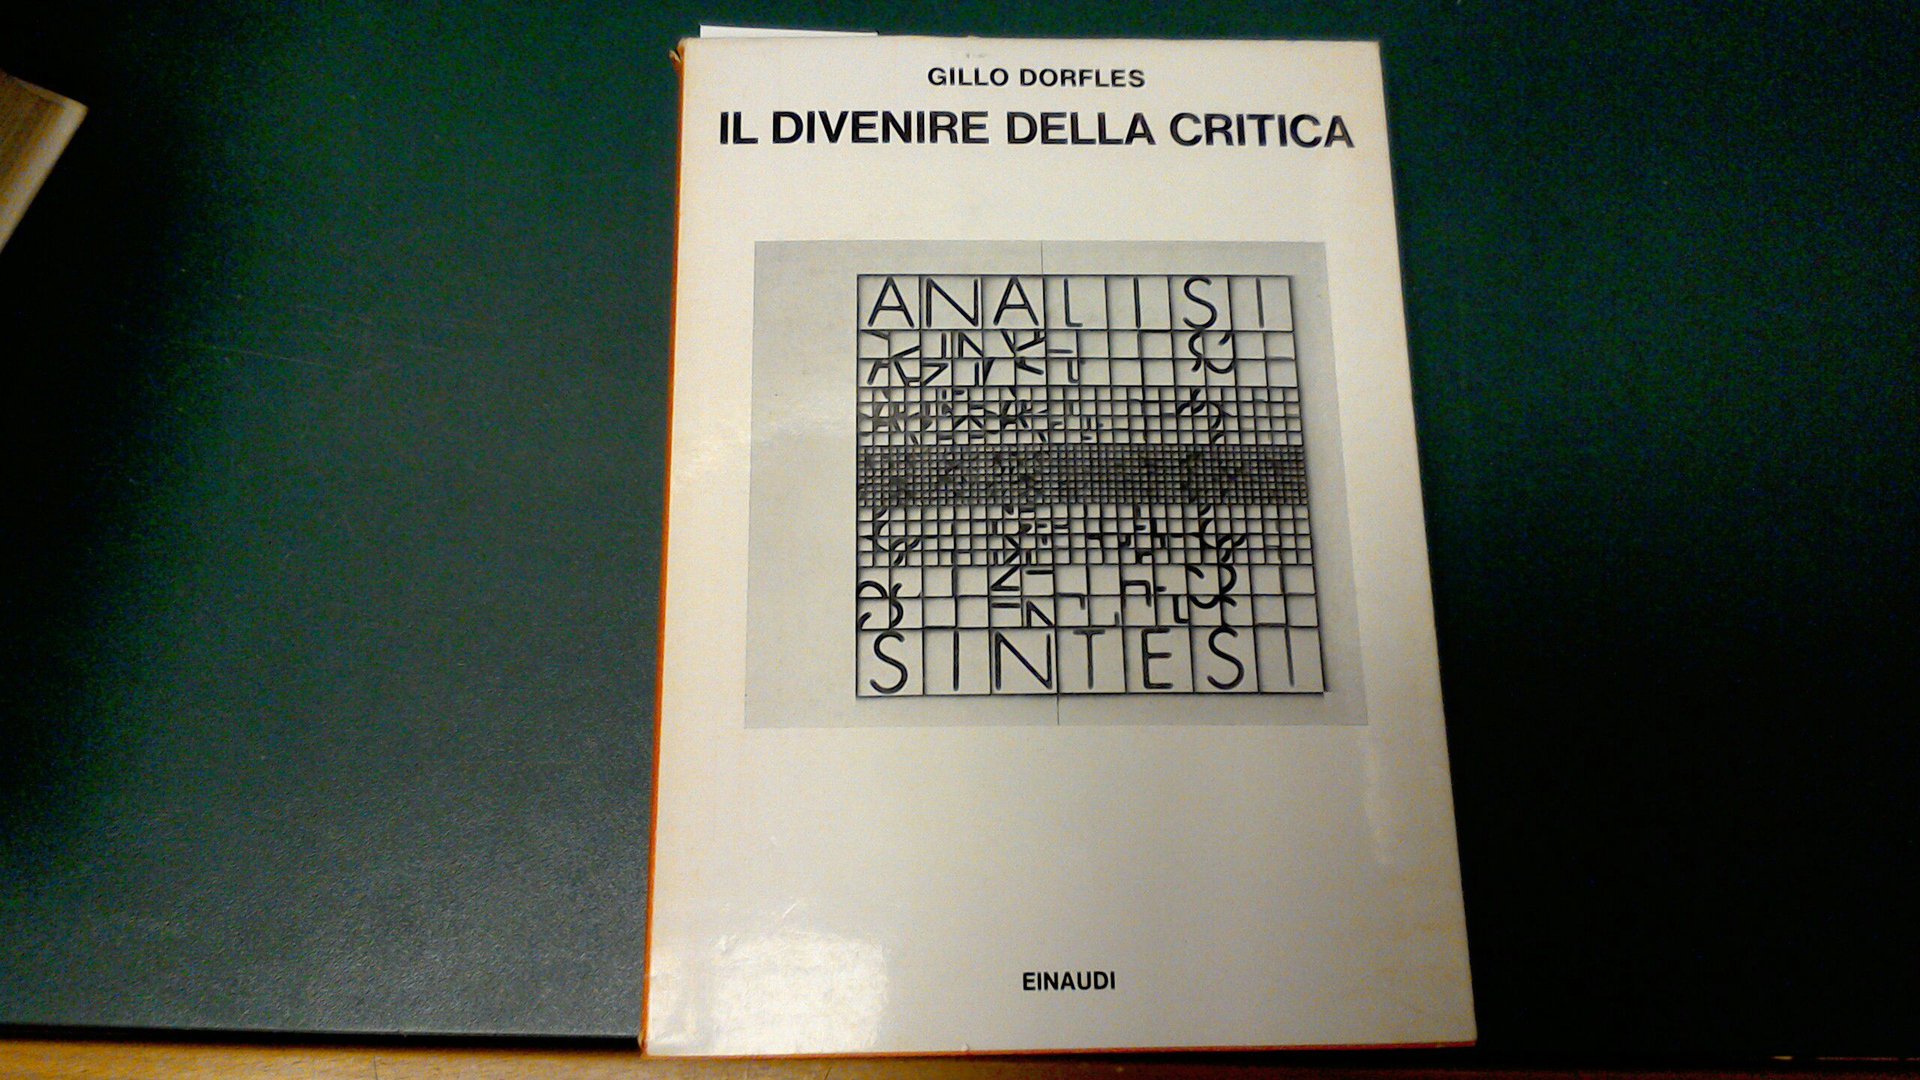 GILLO DORFLES
IL DIVENIRE DELLA CRITICA
ANALISI
SINTESI
EINAUDI